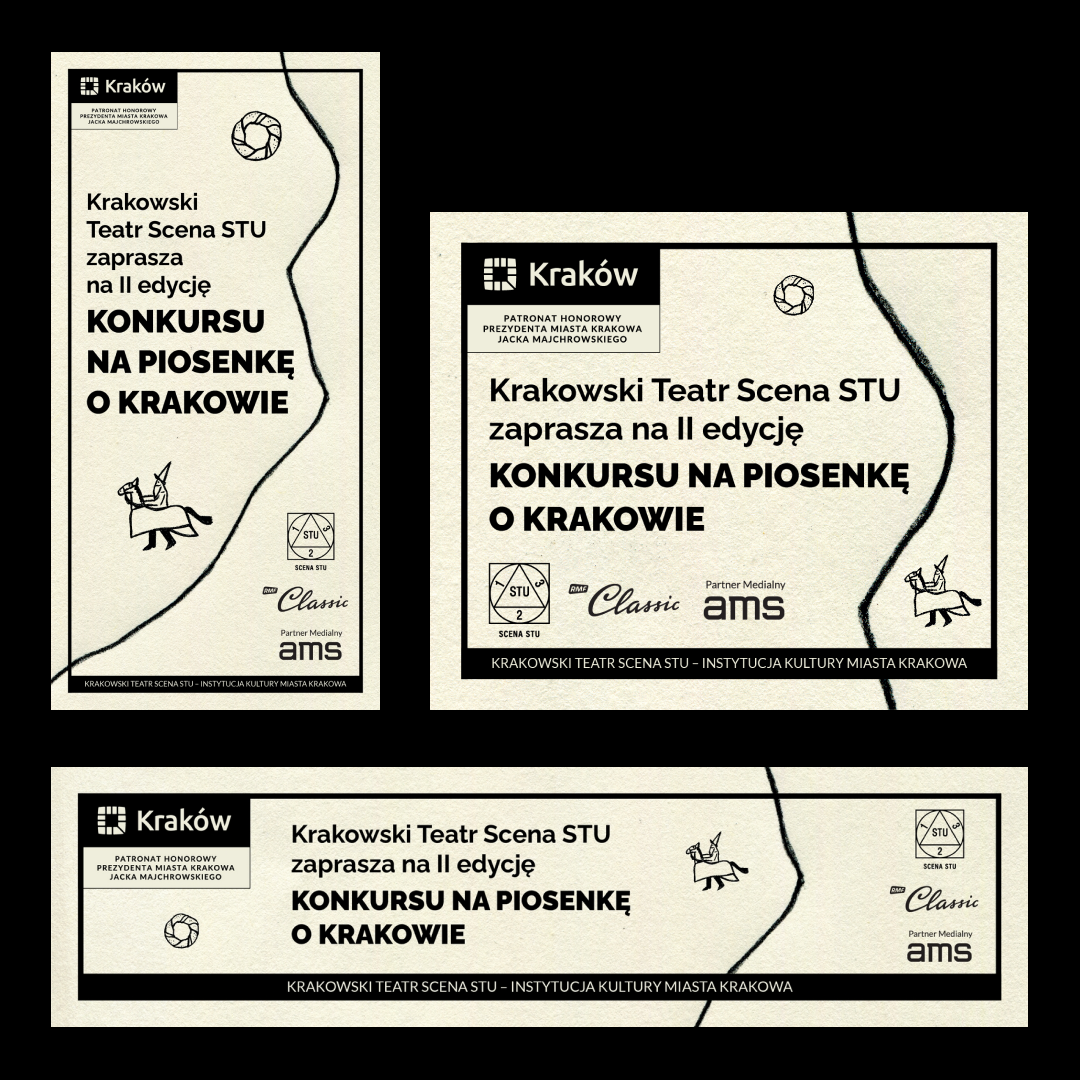 Kraków
PATRONAT HONOROWY
PREZYDENTA MIASTA KRAKOWA
JACKA MAJCHROWSKIEGO
Krakowski
Teatr Scena STU
zaprasza
na II edycję
KONKURSU
NA PIOSENKĘ
O KRAKOWIE
1 STU 3
2
SCENA STU
RMF Classic
Partner Medialny
ams
KRAKOWSKI TEATR SCENA STU – INSTYTUCJA KULTURY MIASTA KRAKOWA
Kraków
PATRONAT HONOROWY
PREZYDENTA MIASTA KRAKOWA
JACKA MAJCHROWSKIEGO
Krakowski Teatr Scena STU
zaprasza na II edycję
KONKURSU NA PIOSENKĘ
O KRAKOWIE
1 STU 3
2
SCENA STU
RMF Classic
Partner Medialny
ams
KRAKOWSKI TEATR SCENA STU – INSTYTUCJA KULTURY MIASTA KRAKOWA
Kraków
PATRONAT HONOROWY
PREZYDENTA MIASTA KRAKOWA
JACKA MAJCHROWSKIEGO
Krakowski Teatr Scena STU
zaprasza na II edycję
KONKURSU NA PIOSENKĘ
O KRAKOWIE
1 STU 3
2
SCENA STU
RMF Classic
Partner Medialny
ams
KRAKOWSKI TEATR SCENA STU – INSTYTUCJA KULTURY MIASTA KRAKOWA